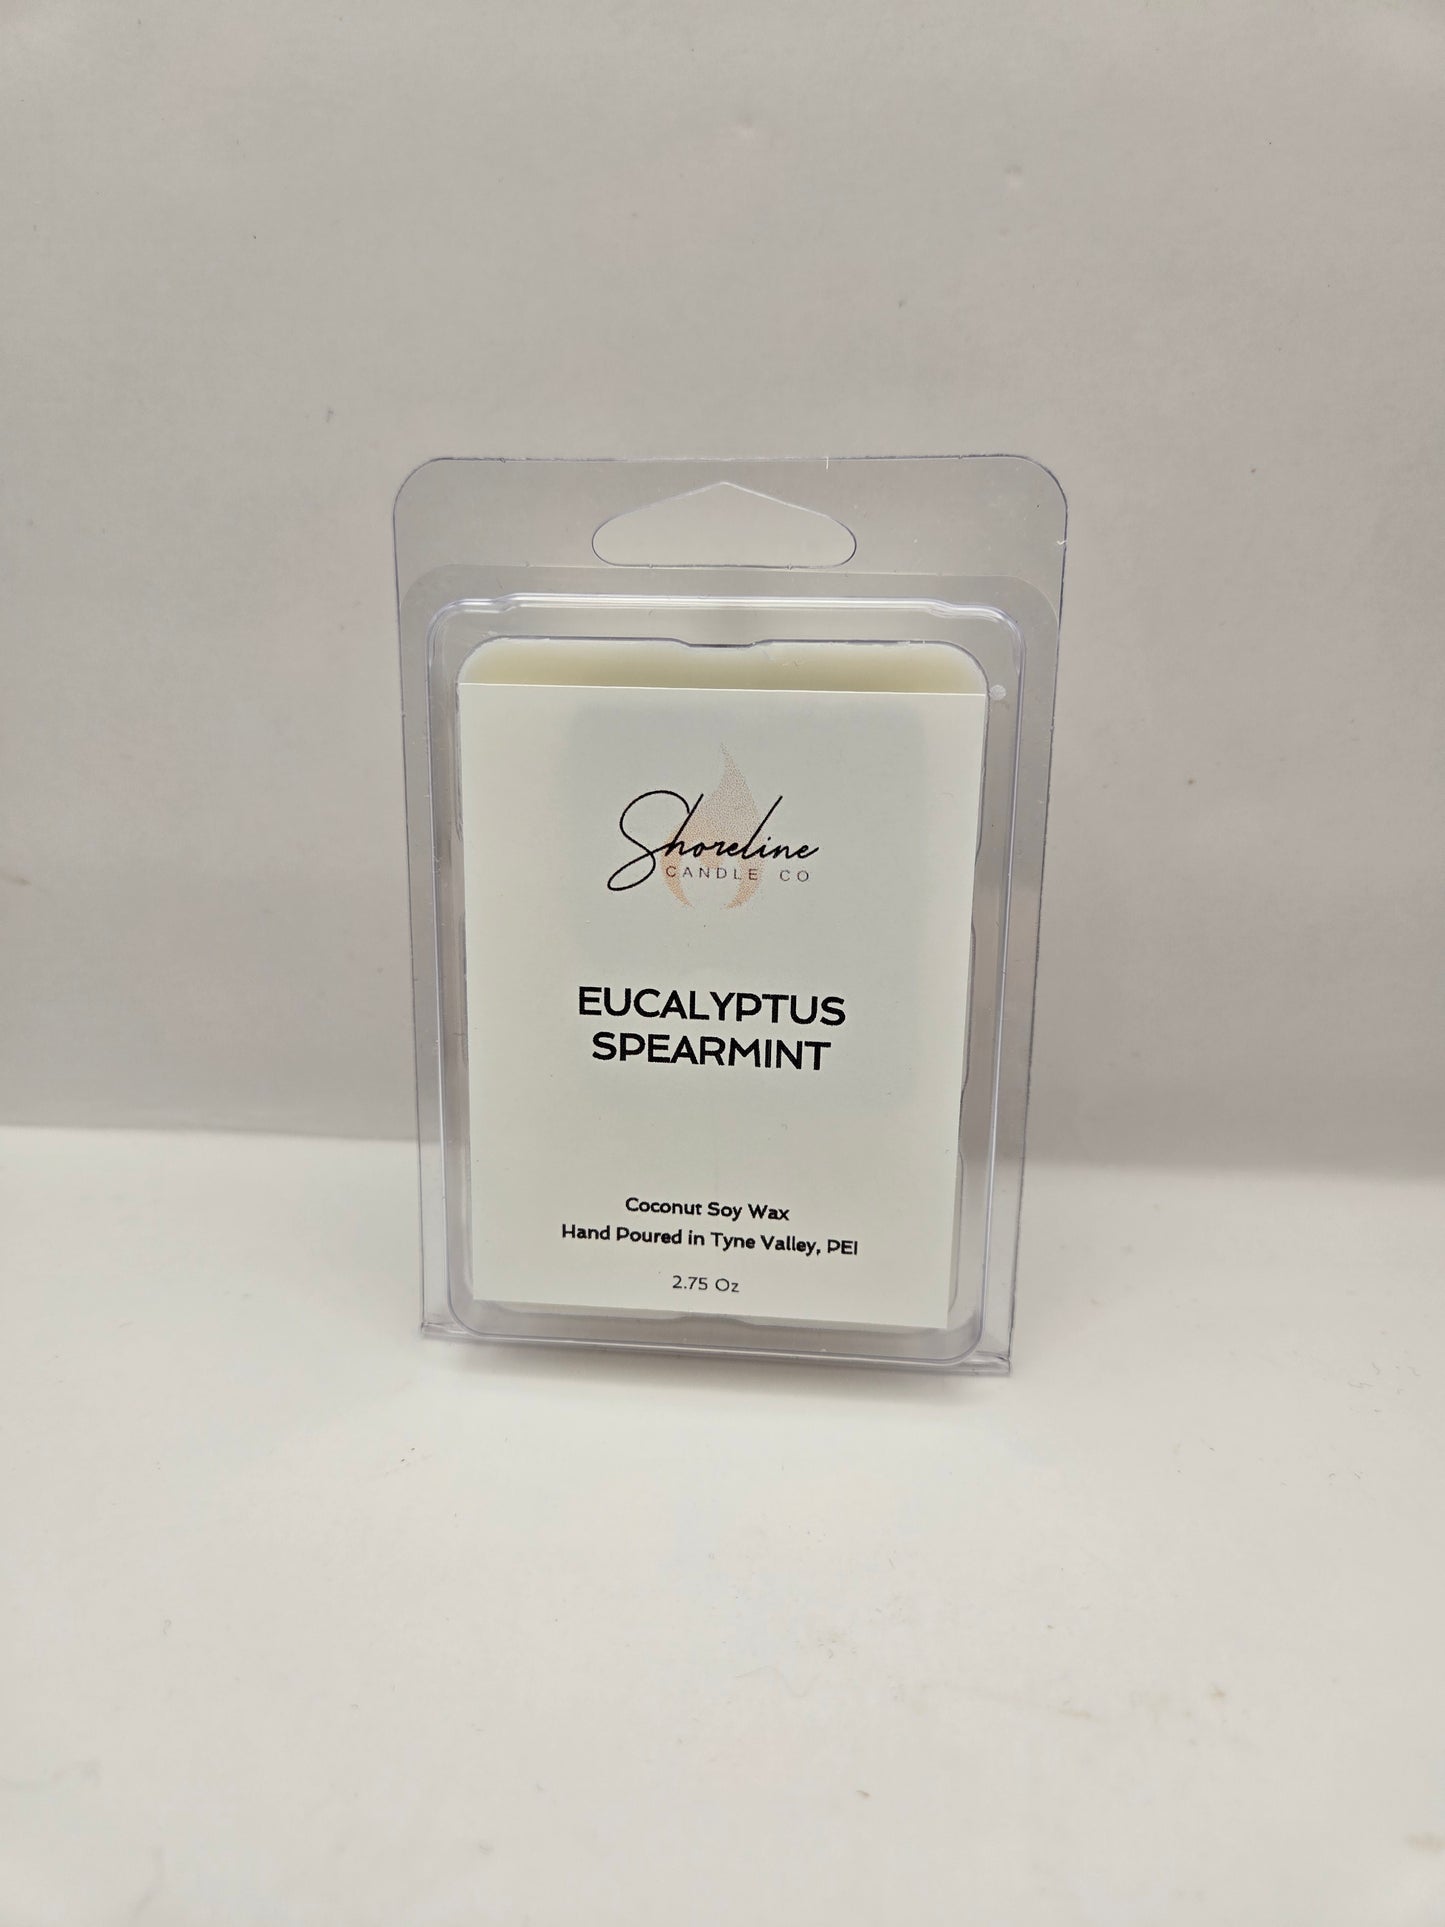 Shoreline
CANDLE CO
EUCALYPTUS
SPEARMINT
Coconut Soy Wax
Hand Poured in Tyne Valley, PEI
2.75 Oz